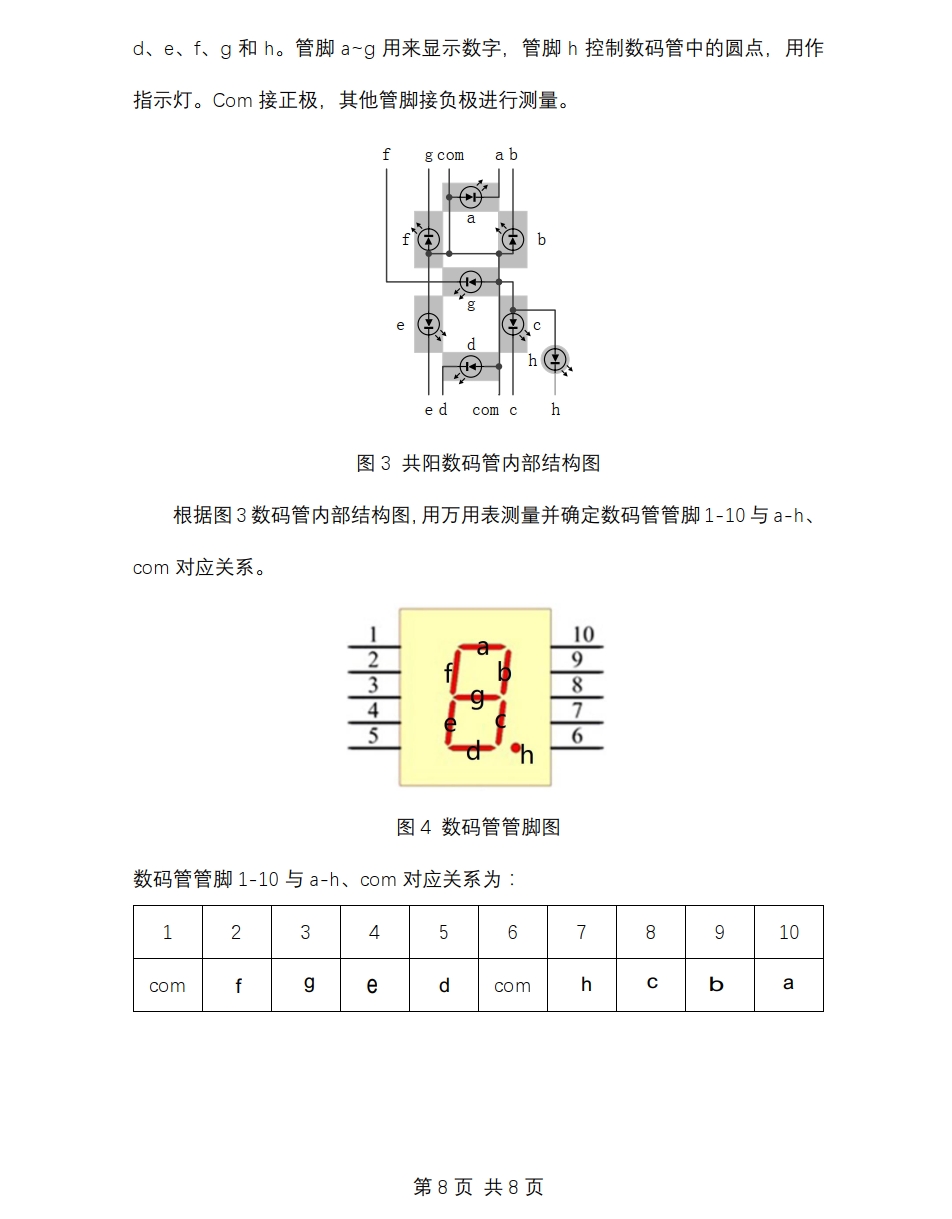 d、e、f、g 和 h。管脚 a~g 用来显示数字，管脚 h 控制数码管中的圆点，用作
指示灯。Com 接正极，其他管脚接负极进行测量。
f g com a b
a
f b
g
e c
d
h
e d com c h
图 3 共阳数码管内部结构图
根据图 3 数码管内部结构图，用万用表测量并确定数码管管脚 1-10 与 a-h、
com 对应关系。
1 10
a
2 9
f b
3 8
g
4 7
e c
5 6
d h
图 4 数码管管脚图
数码管管脚 1-10 与 a-h、com 对应关系为：
1 2 3 4 5 6 7 8 9 10
com f g e d com h c b a
第 8 页 共 8 页